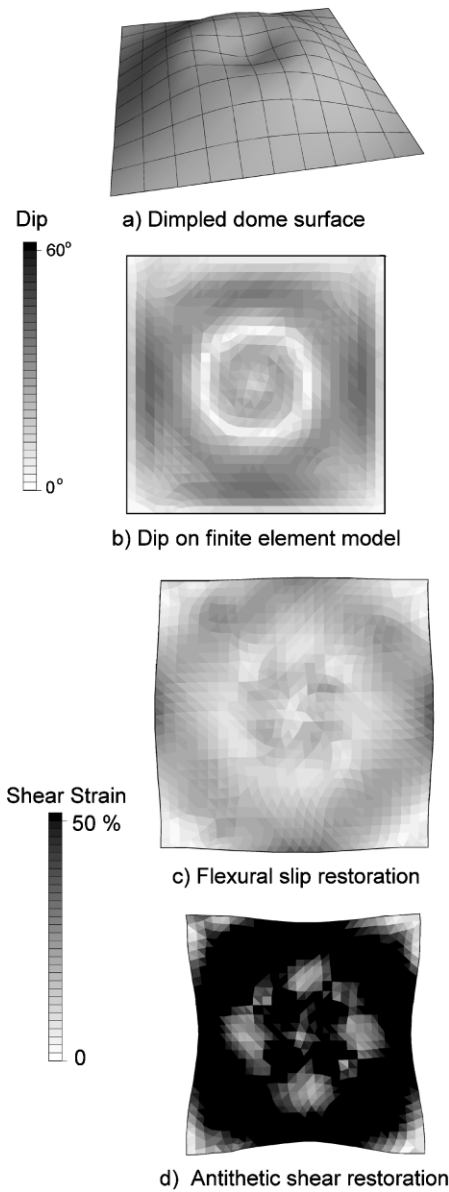 a) Dimpled dome surface
Dip
60°
0°
b) Dip on finite element model
c) Flexural slip restoration
Shear Strain
50 %
0
d) Antithetic shear restoration